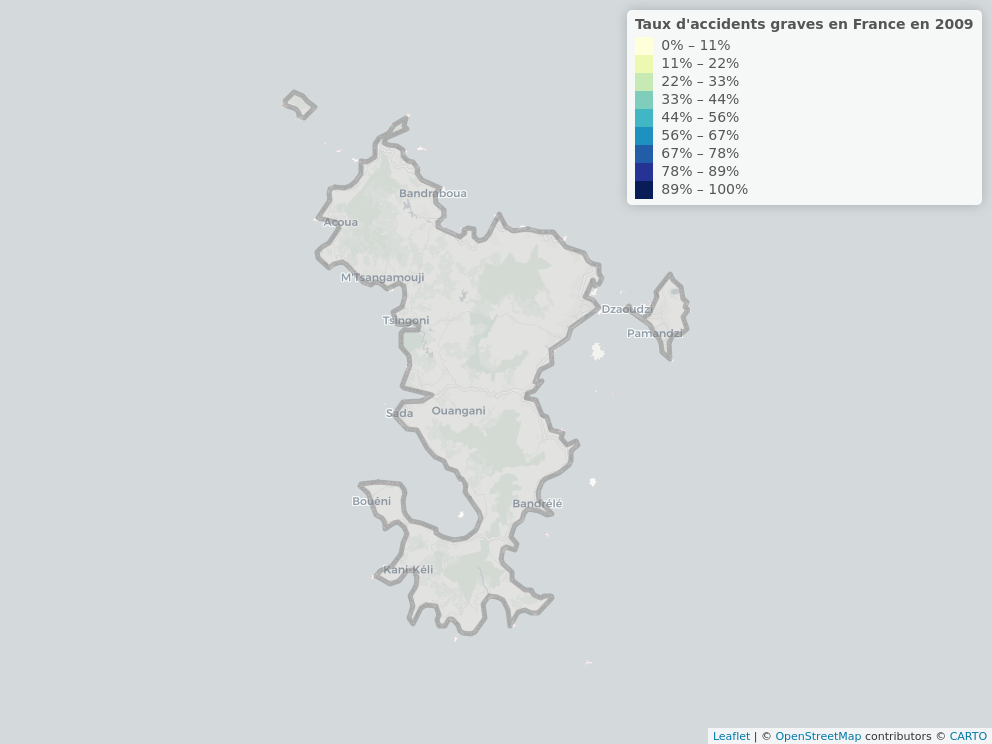 Taux d'accidents graves en France en 2009
0% – 11%
11% – 22%
22% – 33%
33% – 44%
44% – 56%
56% – 67%
67% – 78%
78% – 89%
89% – 100%
Bandraboua
Acoua
M'Tsangamouji
Tsingoni
Dzaoudzi
Pamandzi
Sada
Ouangani
Bouéni
Bandrélé
Kani-Kéli
Leaflet | © OpenStreetMap contributors © CARTO